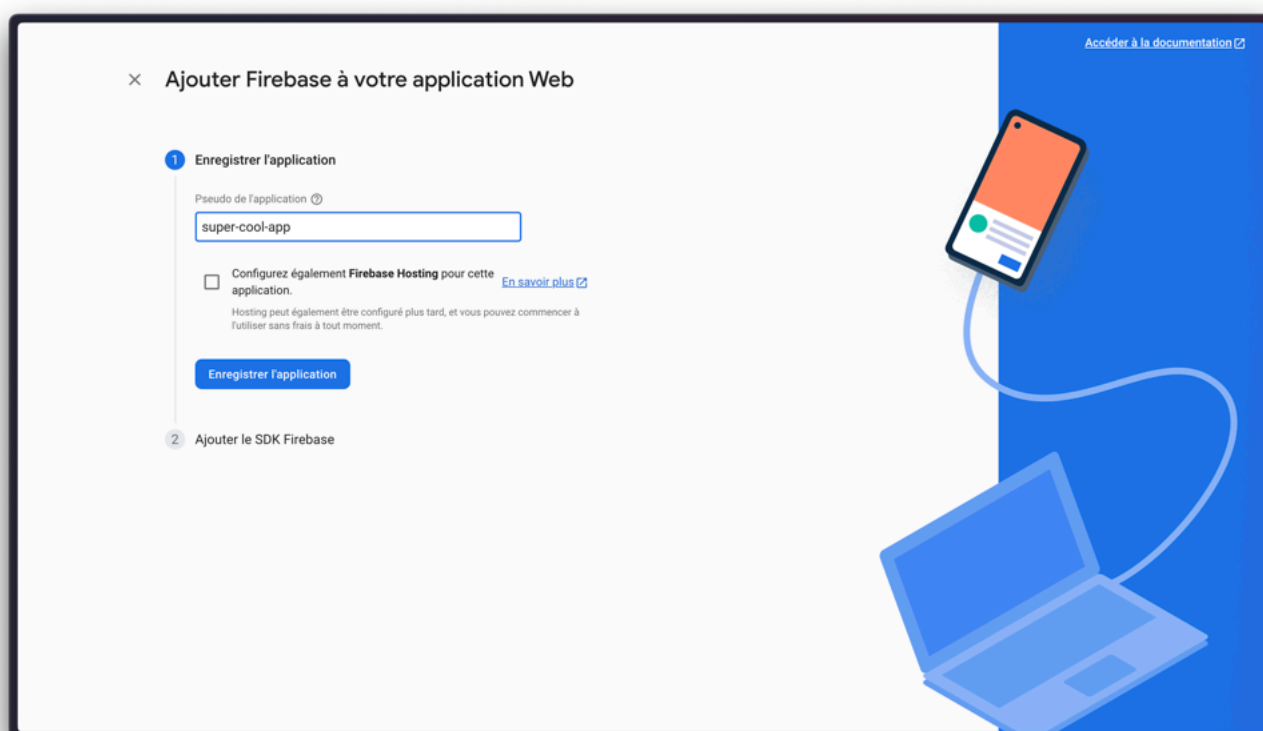 Accéder à la documentation
Ajouter Firebase à votre application Web
1 Enregistrer l'application
Pseudo de l'application
super-cool-app
Configurez également Firebase Hosting pour cette
application.
En savoir plus
Hosting peut également être configuré plus tard, et vous pouvez commencer à
l'utiliser sans frais à tout moment.
Enregistrer l'application
2 Ajouter le SDK Firebase